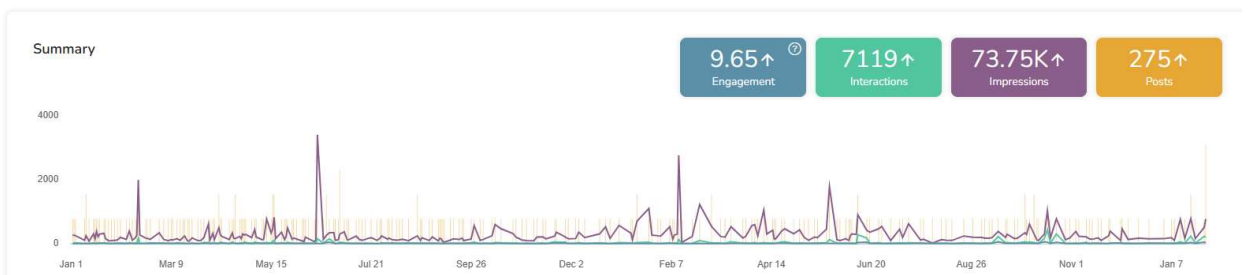 Summary
9.65↑ ?
Engagement
7119↑
Interactions
73.75K↑
Impressions
275↑
Posts
4000
2000
0
Jan 1 Mar 9 May 15 Jul 21 Sep 26 Dec 2 Feb 7 Apr 14 Jun 20 Aug 26 Nov 1 Jan 7